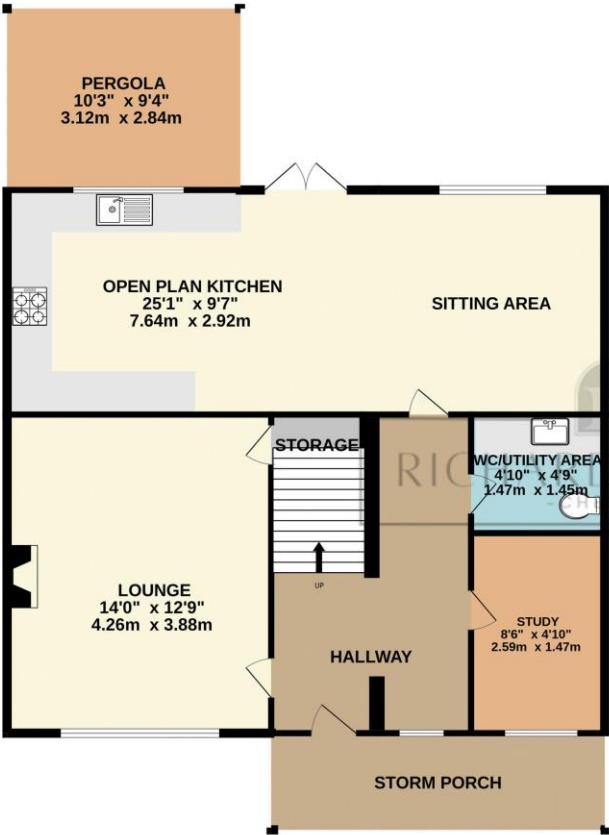 PERGOLA
10'3" x 9'4"
3.12m x 2.84m
OPEN PLAN KITCHEN
25'1" x 9'7"
7.64m x 2.92m
SITTING AREA
STORAGE
WC/UTILITY AREA
4'10" x 4'9"
1.47m x 1.45m
UP
LOUNGE
14'0" x 12'9"
4.26m x 3.88m
STUDY
8'6" x 4'10"
2.59m x 1.47m
HALLWAY
STORM PORCH